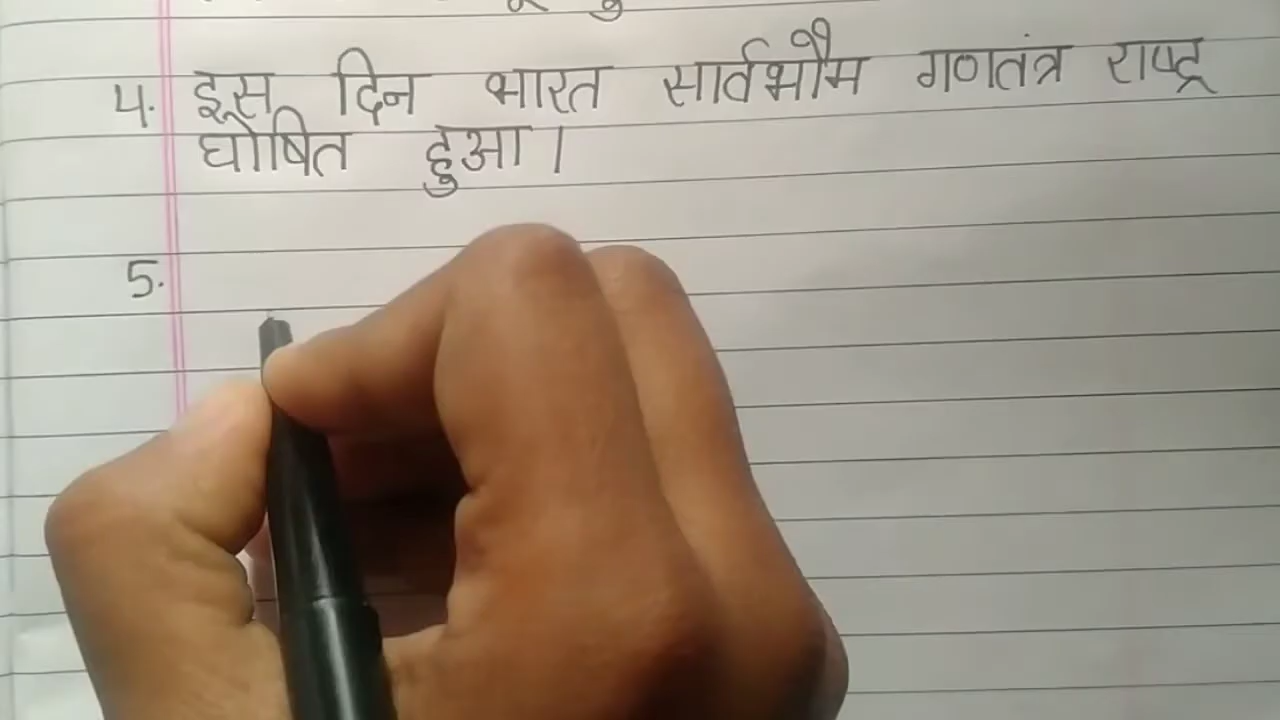 4. इस दिन भारत सार्वभौम गणतंत्र राष्ट्र
घोषित हुआ।
5.